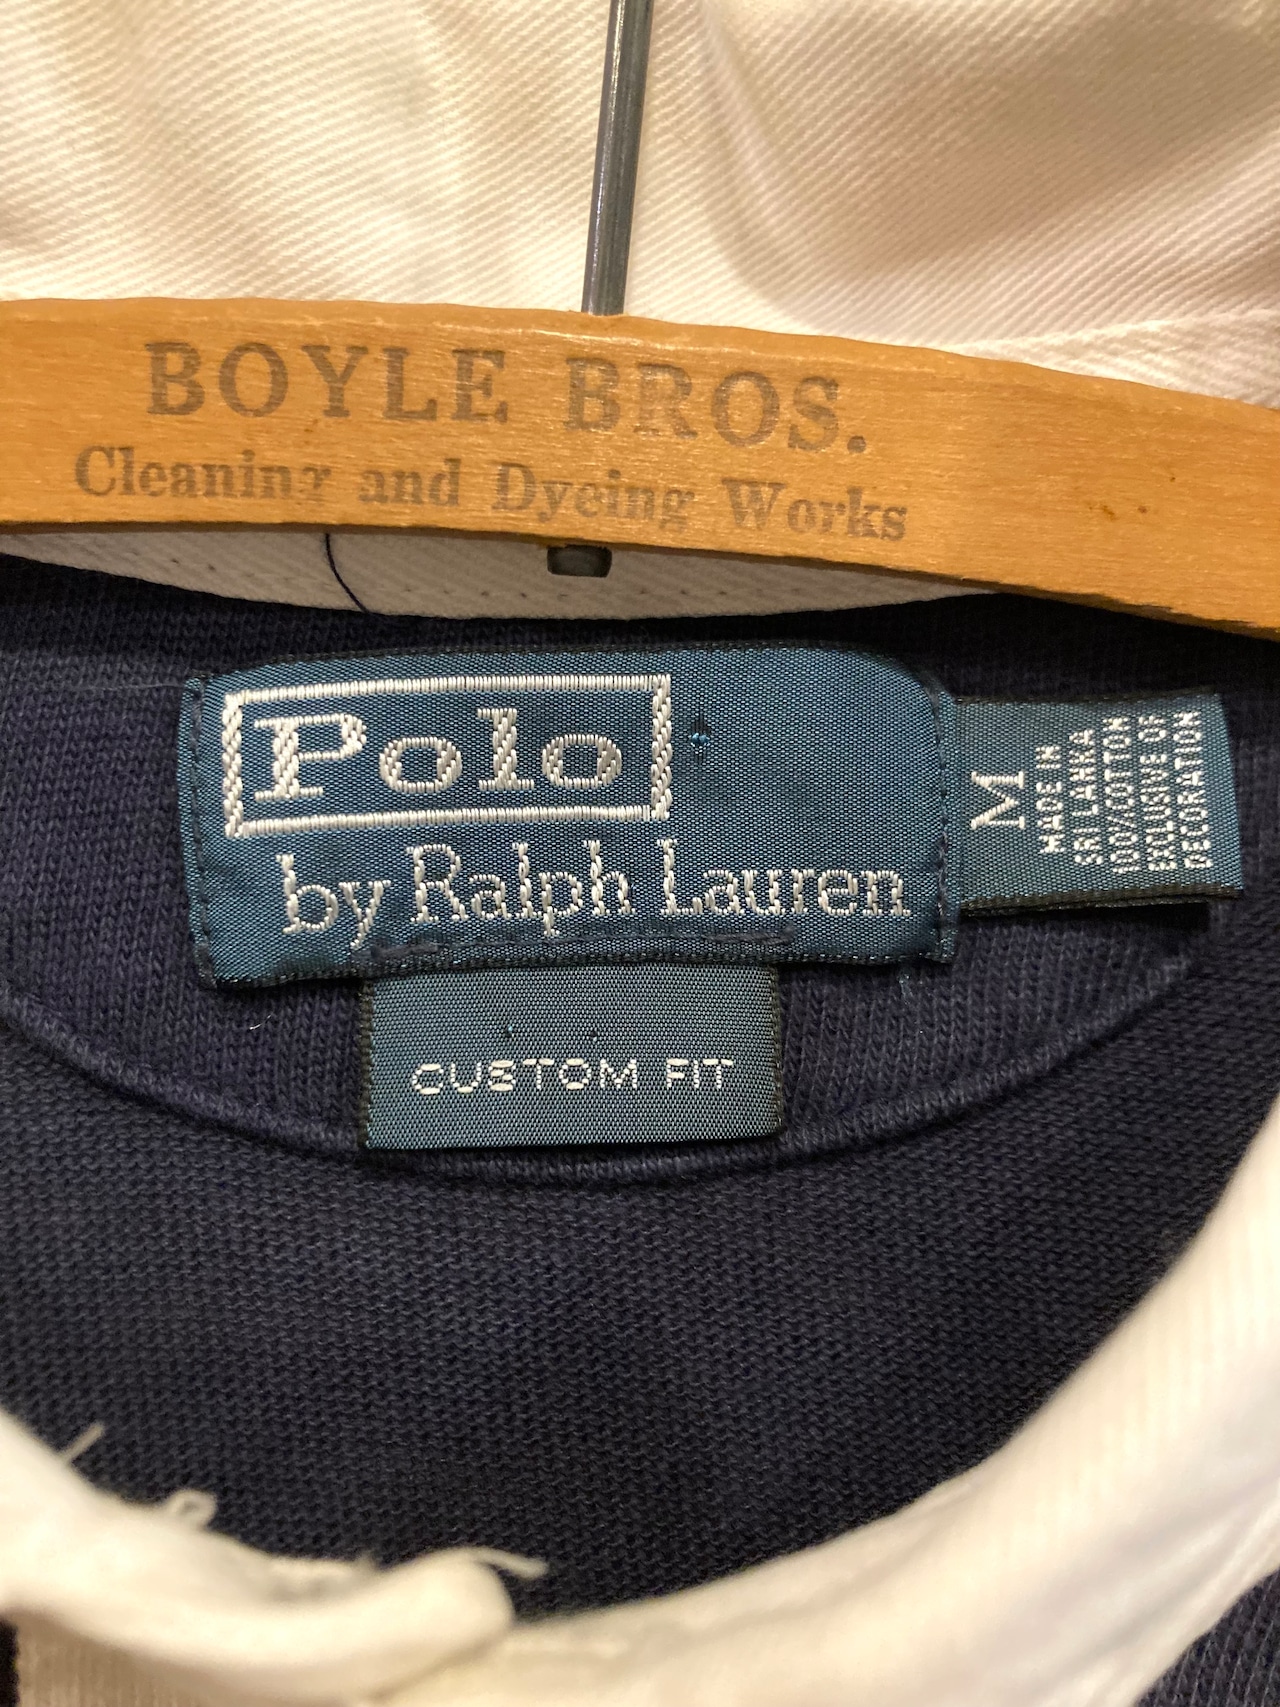 BOYLE BROS.
Cleaning and Dyeing Works
Polo
by Ralph Lauren
M
MADE IN
SRI LANKA
100%COTTON
EXCLUSIVE OF
DECORATION
CUSTOM FIT